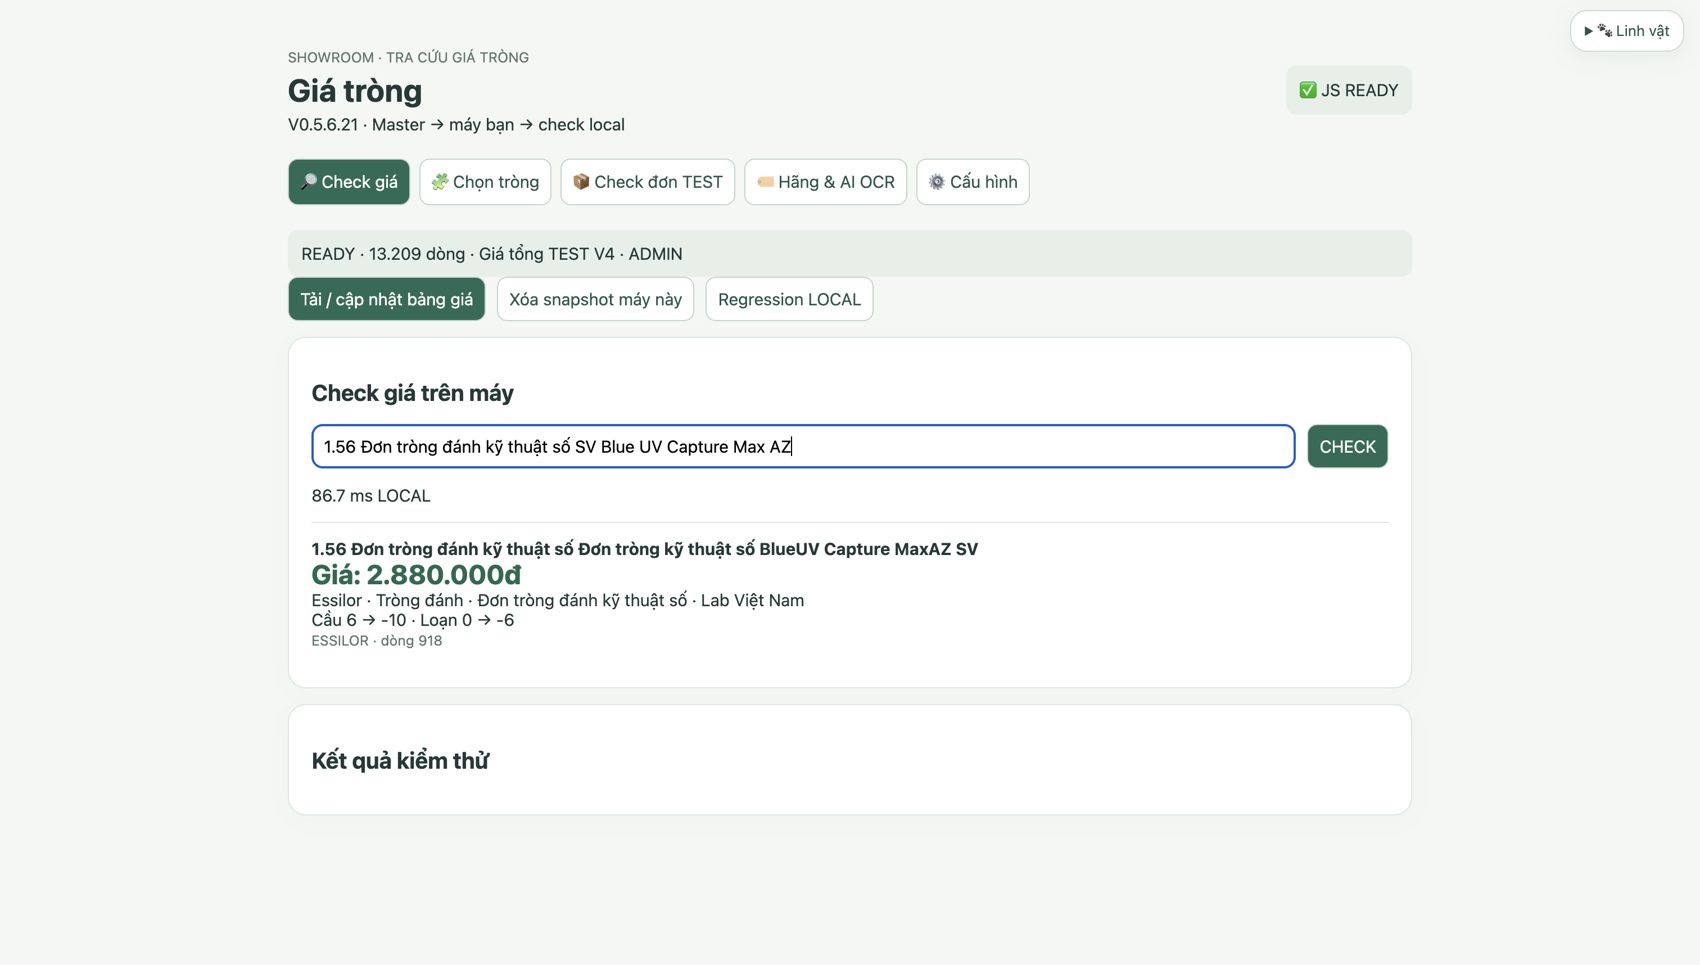 ▶ 🐾 Linh vật
SHOWROOM · TRA CỨU GIÁ TRÒNG
Giá tròng
✅ JS READY
V0.5.6.21 · Master → máy bạn → check local
🔎 Check giá
🧩 Chọn tròng
📦 Check đơn TEST
🏷️ Hãng & AI OCR
⚙️ Cấu hình
READY · 13.209 dòng · Giá tổng TEST V4 · ADMIN
Tải / cập nhật bảng giá
Xóa snapshot máy này
Regression LOCAL
Check giá trên máy
1.56 Đơn tròng đánh kỹ thuật số SV Blue UV Capture Max AZ
CHECK
86.7 ms LOCAL
1.56 Đơn tròng đánh kỹ thuật số Đơn tròng kỹ thuật số BlueUV Capture MaxAZ SV
Giá: 2.880.000đ
Essilor · Tròng đánh · Đơn tròng đánh kỹ thuật số · Lab Việt Nam
Cầu 6 → -10 · Loạn 0 → -6
ESSILOR · dòng 918
Kết quả kiểm thử